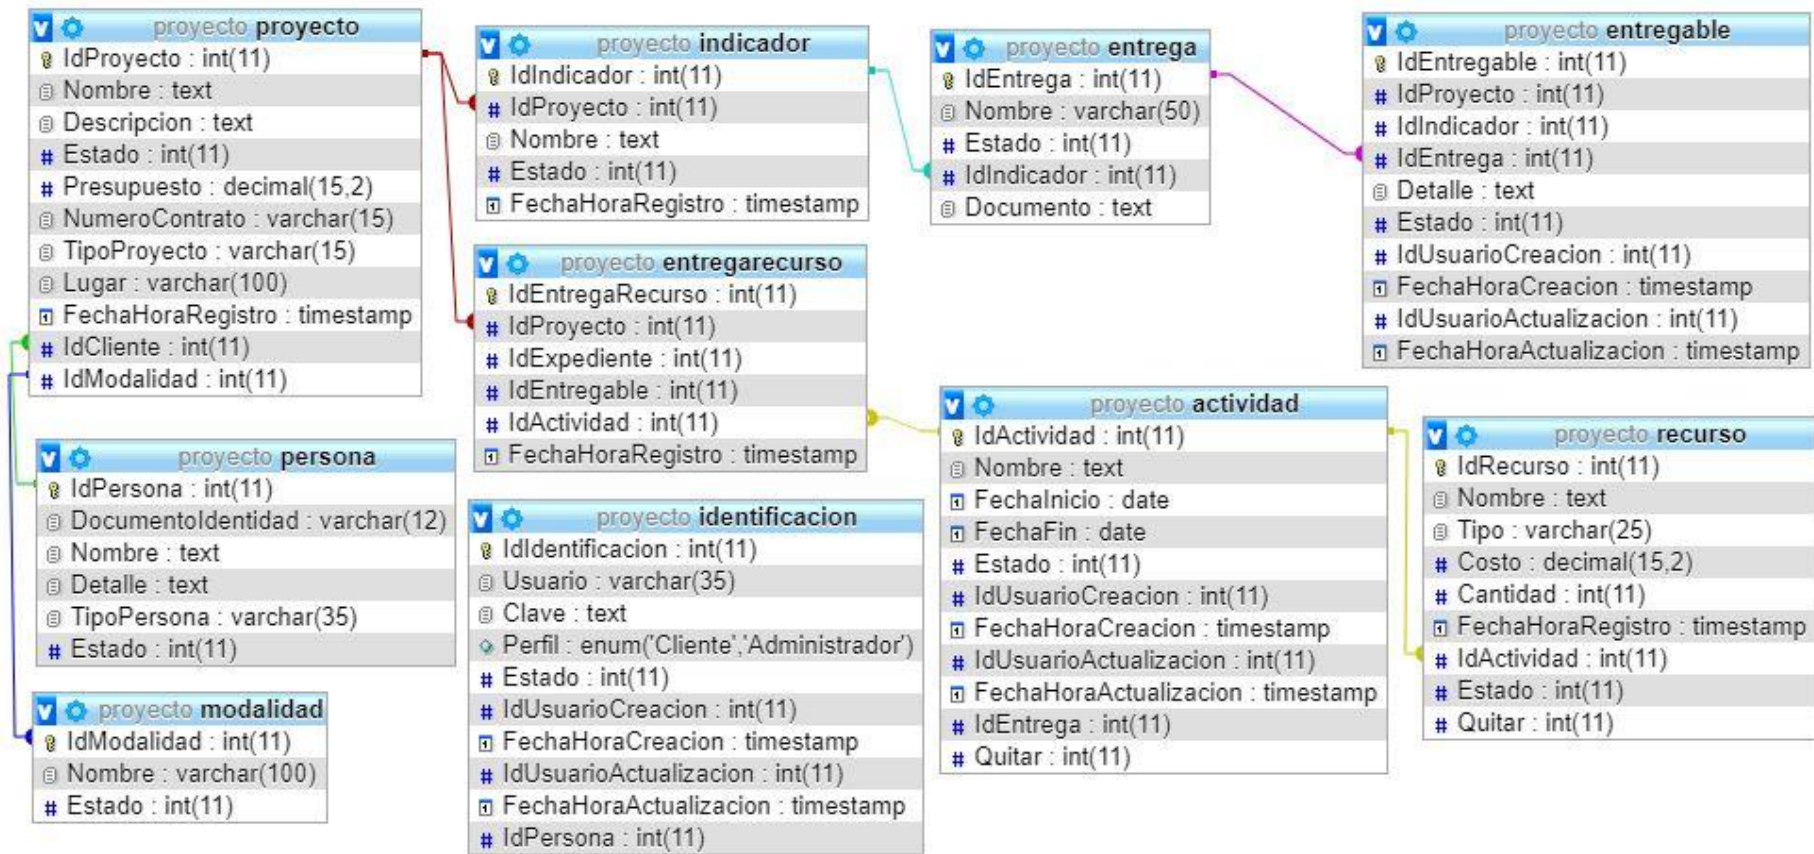 proyecto proyecto
IdProyecto : int(11)
Nombre : text
Descripcion : text
Estado : int(11)
Presupuesto : decimal(15,2)
NumeroContrato : varchar(15)
TipoProyecto : varchar(15)
Lugar : varchar(100)
FechaHoraRegistro : timestamp
IdCliente : int(11)
IdModalidad : int(11)
proyecto indicador
IdIndicador : int(11)
IdProyecto : int(11)
Nombre : text
Estado : int(11)
FechaHoraRegistro : timestamp
proyecto entrega
IdEntrega : int(11)
Nombre : varchar(50)
Estado : int(11)
IdIndicador : int(11)
Documento : text
proyecto entregable
IdEntregable : int(11)
IdProyecto : int(11)
IdIndicador : int(11)
IdEntrega : int(11)
Detalle : text
Estado : int(11)
IdUsuarioCreacion : int(11)
FechaHoraCreacion : timestamp
IdUsuarioActualizacion : int(11)
FechaHoraActualizacion : timestamp
proyecto entregarecurso
IdEntregaRecurso : int(11)
IdProyecto : int(11)
IdExpediente : int(11)
IdEntregable : int(11)
IdActividad : int(11)
FechaHoraRegistro : timestamp
proyecto persona
IdPersona : int(11)
DocumentoIdentidad : varchar(12)
Nombre : text
Detalle : text
TipoPersona : varchar(35)
Estado : int(11)
proyecto identificacion
IdIdentificacion : int(11)
Usuario : varchar(35)
Clave : text
Perfil : enum('Cliente','Administrador')
Estado : int(11)
IdUsuarioCreacion : int(11)
FechaHoraCreacion : timestamp
IdUsuarioActualizacion : int(11)
FechaHoraActualizacion : timestamp
IdPersona : int(11)
proyecto actividad
IdActividad : int(11)
Nombre : text
FechaInicio : date
FechaFin : date
Estado : int(11)
IdUsuarioCreacion : int(11)
FechaHoraCreacion : timestamp
IdUsuarioActualizacion : int(11)
FechaHoraActualizacion : timestamp
IdEntrega : int(11)
Quitar : int(11)
proyecto recurso
IdRecurso : int(11)
Nombre : text
Tipo : varchar(25)
Costo : decimal(15,2)
Cantidad : int(11)
FechaHoraRegistro : timestamp
IdActividad : int(11)
Estado : int(11)
Quitar : int(11)
proyecto modalidad
IdModalidad : int(11)
Nombre : varchar(100)
Estado : int(11)